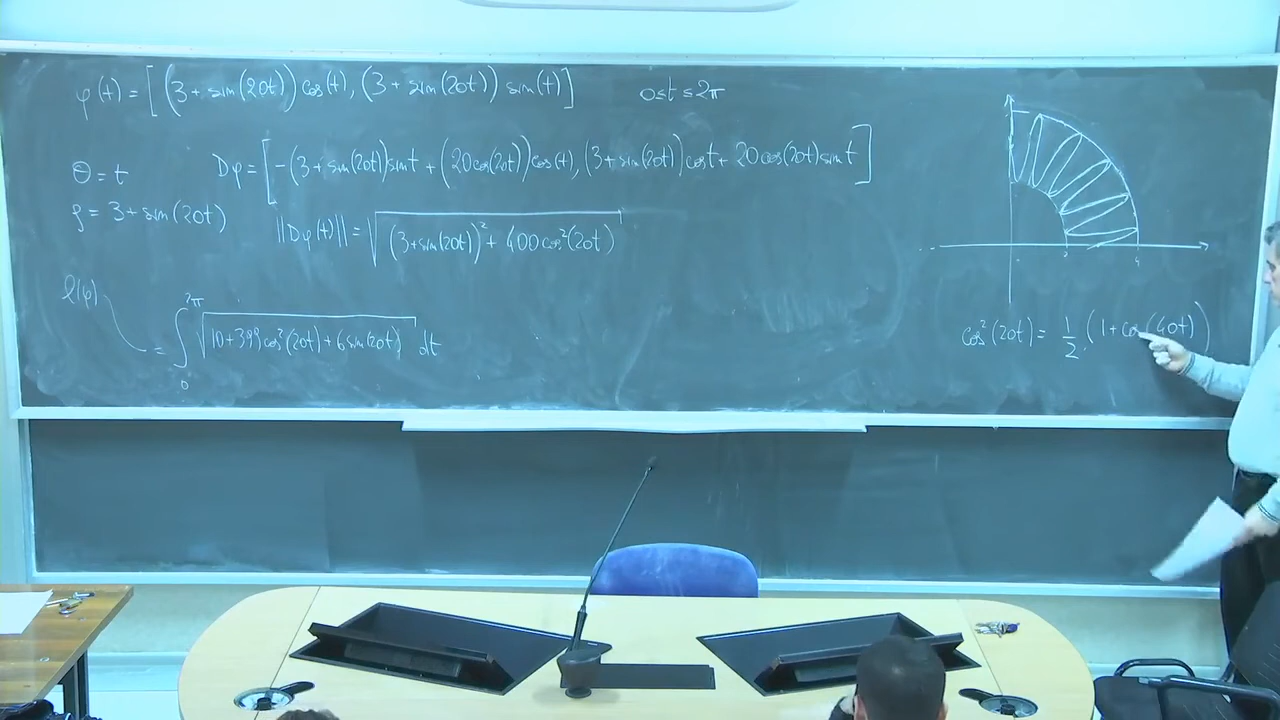 φ(t) = [(3 + sin(20t)) cos(t), (3 + sin(20t)) sin(t)] 0≤t≤2π
θ = t Dφ = [-(3 + sin(20t)) sin t + (20 cos(20t)) cos(t), (3 + sin(20t)) cos t + 20 cos(20t) sin t]
ρ = 3 + sin(20t) ||Dφ(t)|| = √((3+sin(20t))² + 400 cos²(20t))
2 4
l(φ) = ∫₀^2π √(10 + 399 cos²(20t) + 6 sin(20t)) dt
cos²(20t) = 1/2 (1 + cos(40t))